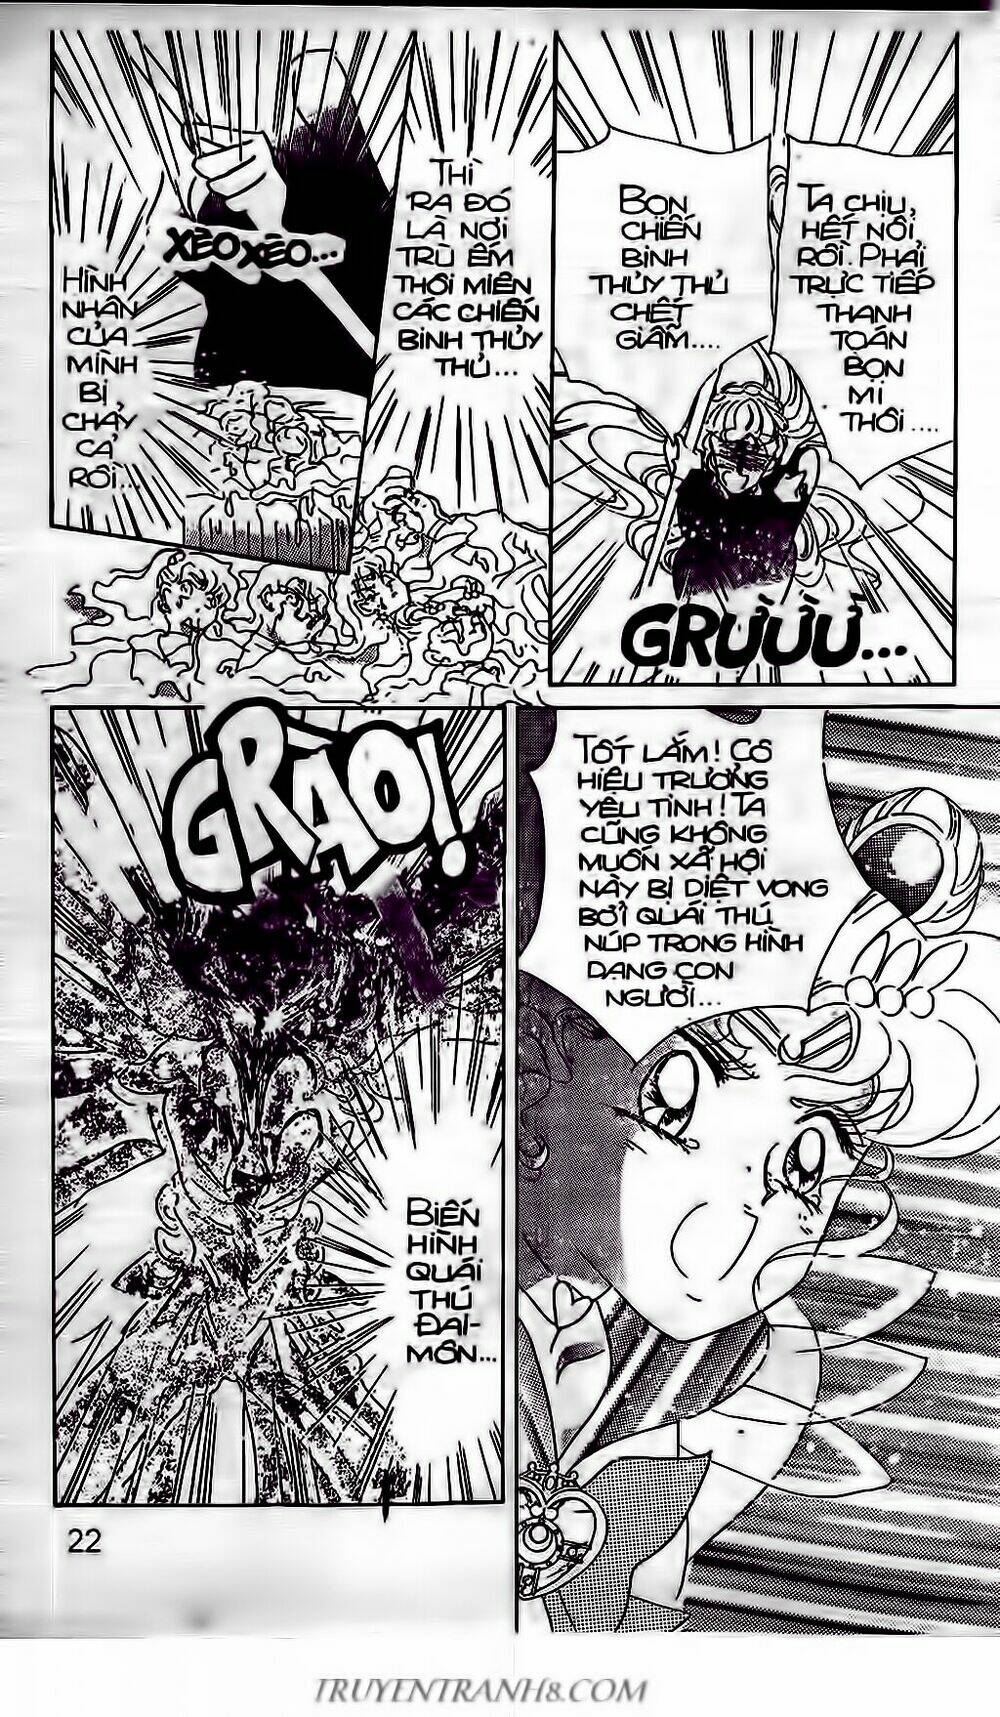 XÈO XÈO...
HÌNH
NHÂN
CỦA
MÌNH
BỊ
CHẢY
CẢ
RỒI...
THÌ
RA ĐÓ
LÀ NƠI
TRÙ ẾM
THÔI MIÊN
CÁC CHIẾN
BINH THỦY
THỦ...
BỌN
CHIẾN
BINH
THỦY THỦ
CHẾT
GIẪM....
TA CHỊU
HẾT NỔI
RỒI. PHẢI
TRỰC TIẾP
THANH
TOÁN
BỌN
MI
THÔI....
GRỪỪỪ...
GRÀO!
BIẾN
HÌNH
QUÁI
THÚ
ĐAI-
MÔN...
TỐT LẮM! CÔ
HIỆU TRƯỞNG
YÊU TINH! TA
CŨNG KHÔNG
MUỐN XÃ HỘI
NÀY BỊ DIỆT VONG
BỞI QUÁI THÚ
NÚP TRONG HÌNH
DẠNG CON
NGƯỜI...
22
TRUYENTRANH8.COM